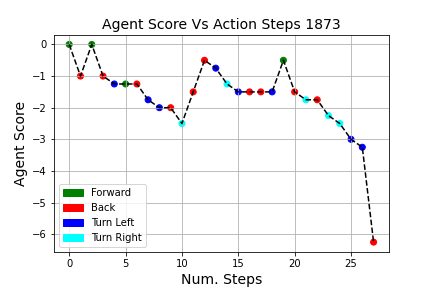 Agent Score Vs Action Steps 1873
Agent Score
0
−1
−2
−3
−4
−5
−6
Forward
Back
Turn Left
Turn Right
0 5 10 15 20 25
Num. Steps